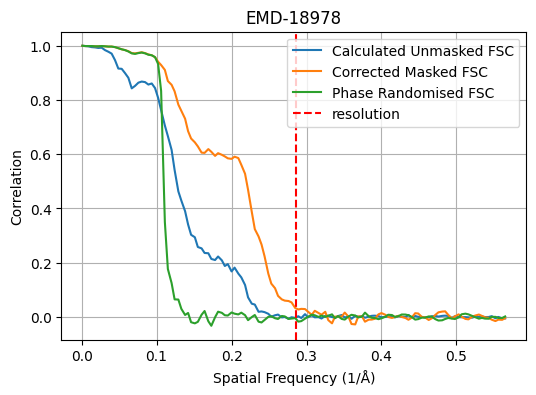 EMD-18978
Calculated Unmasked FSC
Corrected Masked FSC
Phase Randomised FSC
resolution
Correlation
1.0
0.8
0.6
0.4
0.2
0.0
0.0 0.1 0.2 0.3 0.4 0.5
Spatial Frequency (1/Å)